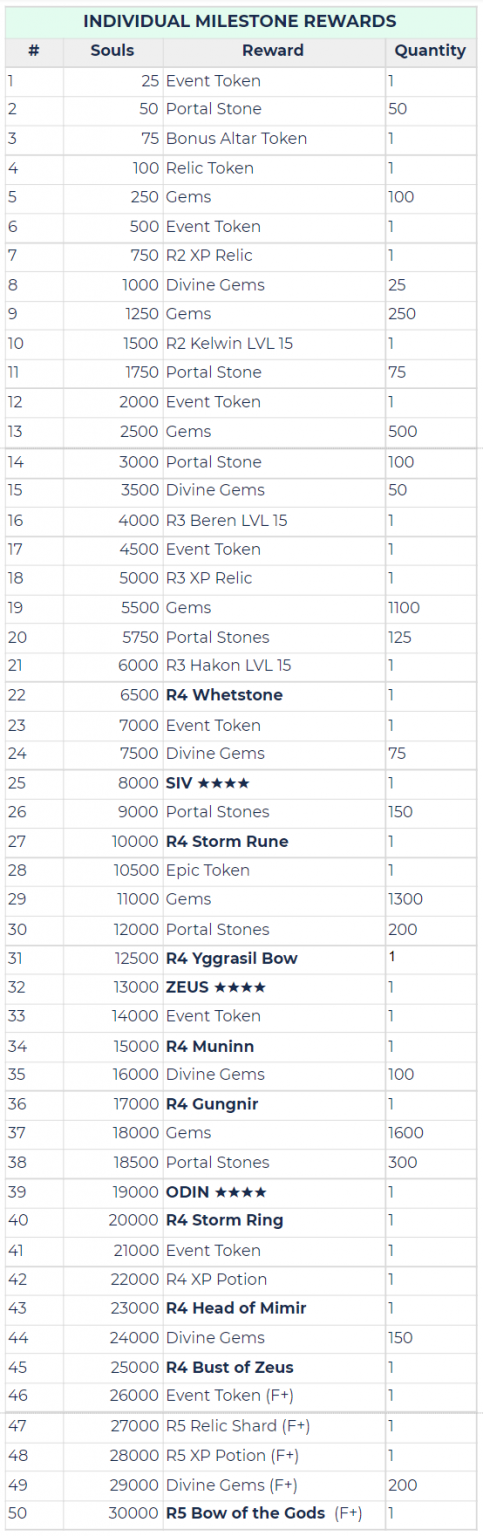 INDIVIDUAL MILESTONE REWARDS
# Souls Reward Quantity
1 25 Event Token 1
2 50 Portal Stone 50
3 75 Bonus Altar Token 1
4 100 Relic Token 1
5 250 Gems 100
6 500 Event Token 1
7 750 R2 XP Relic 1
8 1000 Divine Gems 25
9 1250 Gems 250
10 1500 R2 Kelwin LVL 15 1
11 1750 Portal Stone 75
12 2000 Event Token 1
13 2500 Gems 500
14 3000 Portal Stone 100
15 3500 Divine Gems 50
16 4000 R3 Beren LVL 15 1
17 4500 Event Token 1
18 5000 R3 XP Relic 1
19 5500 Gems 1100
20 5750 Portal Stones 125
21 6000 R3 Hakon LVL 15 1
22 6500 R4 Whetstone 1
23 7000 Event Token 1
24 7500 Divine Gems 75
25 8000 SIV ★★★★ 1
26 9000 Portal Stones 150
27 10000 R4 Storm Rune 1
28 10500 Epic Token 1
29 11000 Gems 1300
30 12000 Portal Stones 200
31 12500 R4 Yggrasil Bow 1
32 13000 ZEUS ★★★★ 1
33 14000 Event Token 1
34 15000 R4 Muninn 1
35 16000 Divine Gems 100
36 17000 R4 Gungnir 1
37 18000 Gems 1600
38 18500 Portal Stones 300
39 19000 ODIN ★★★★ 1
40 20000 R4 Storm Ring 1
41 21000 Event Token 1
42 22000 R4 XP Potion 1
43 23000 R4 Head of Mimir 1
44 24000 Divine Gems 150
45 25000 R4 Bust of Zeus 1
46 26000 Event Token (F+) 1
47 27000 R5 Relic Shard (F+) 1
48 28000 R5 XP Potion (F+) 1
49 29000 Divine Gems (F+) 200
50 30000 R5 Bow of the Gods (F+) 1